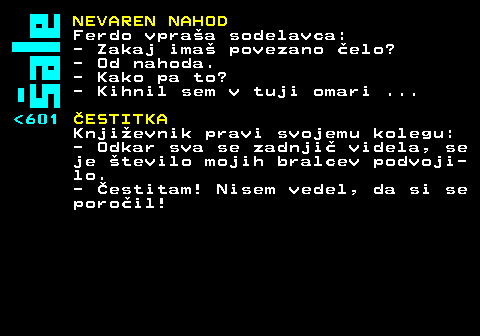 šale
NEVAREN NAHOD
Ferdo vpraša sodelavca:
- Zakaj imaš povezano čelo?
- Od nahoda.
- Kako pa to?
- Kihnil sem v tuji omari ...
<601 ČESTITKA
Književnik pravi svojemu kolegu:
- Odkar sva se zadnjič videla, se
je število mojih bralcev podvoji-
lo.
- Čestitam! Nisem vedel, da si se
poročil!